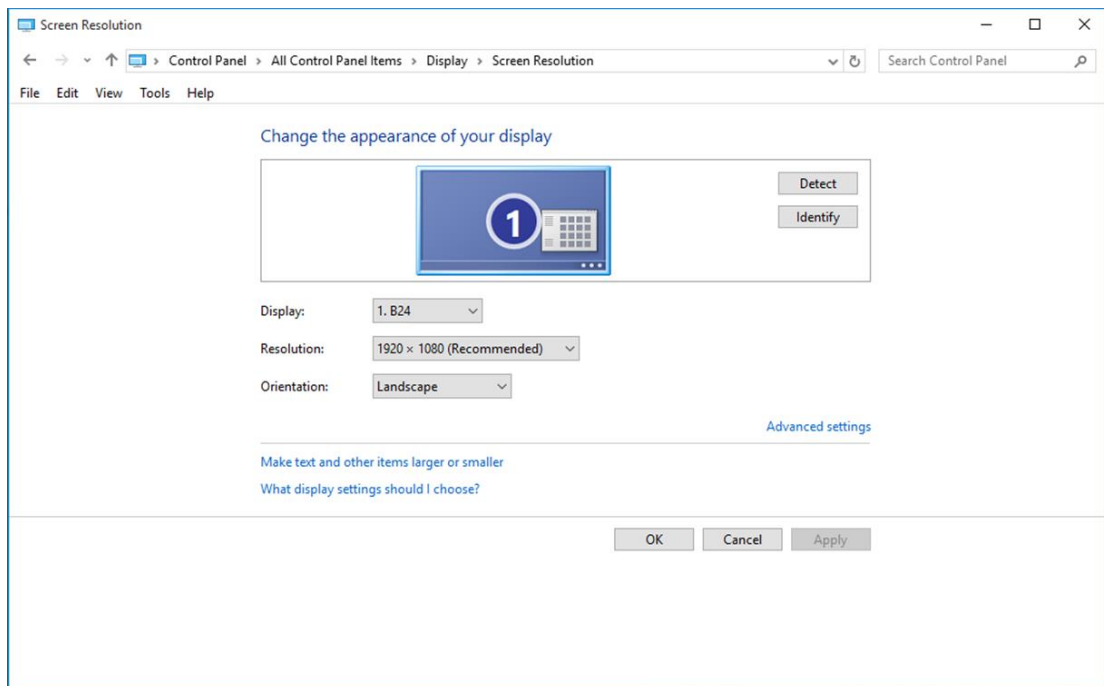 Screen Resolution
Control Panel > All Control Panel Items > Display > Screen Resolution
Search Control Panel
File Edit View Tools Help
Change the appearance of your display
1
Detect
Identify
Display: 1. B24
Resolution: 1920 × 1080 (Recommended)
Orientation: Landscape
Advanced settings
Make text and other items larger or smaller
What display settings should I choose?
OK Cancel Apply